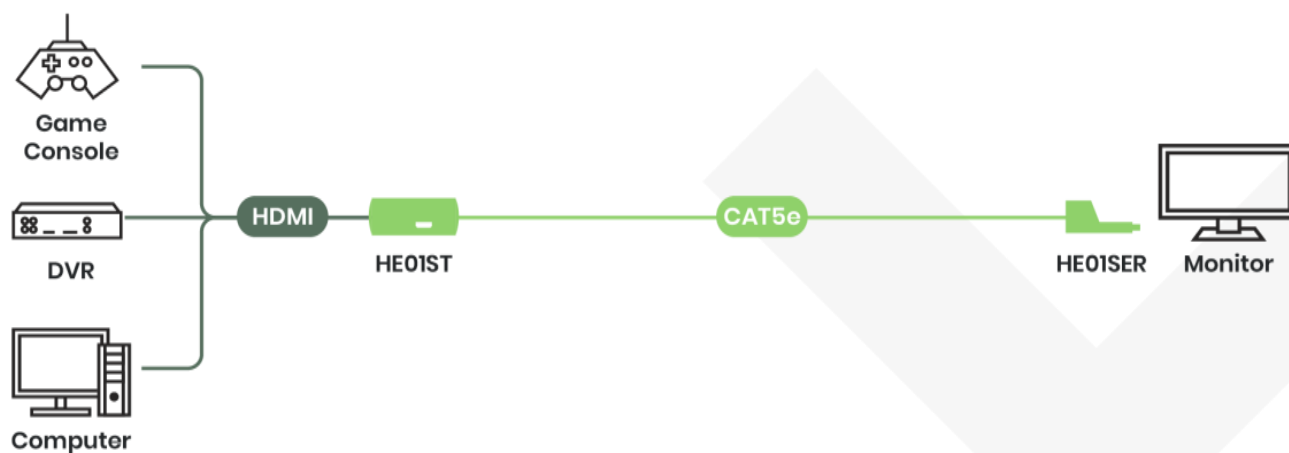 Game
Console
HDMI
CAT5e
HE01ST
HE01SER
Monitor
DVR
Computer